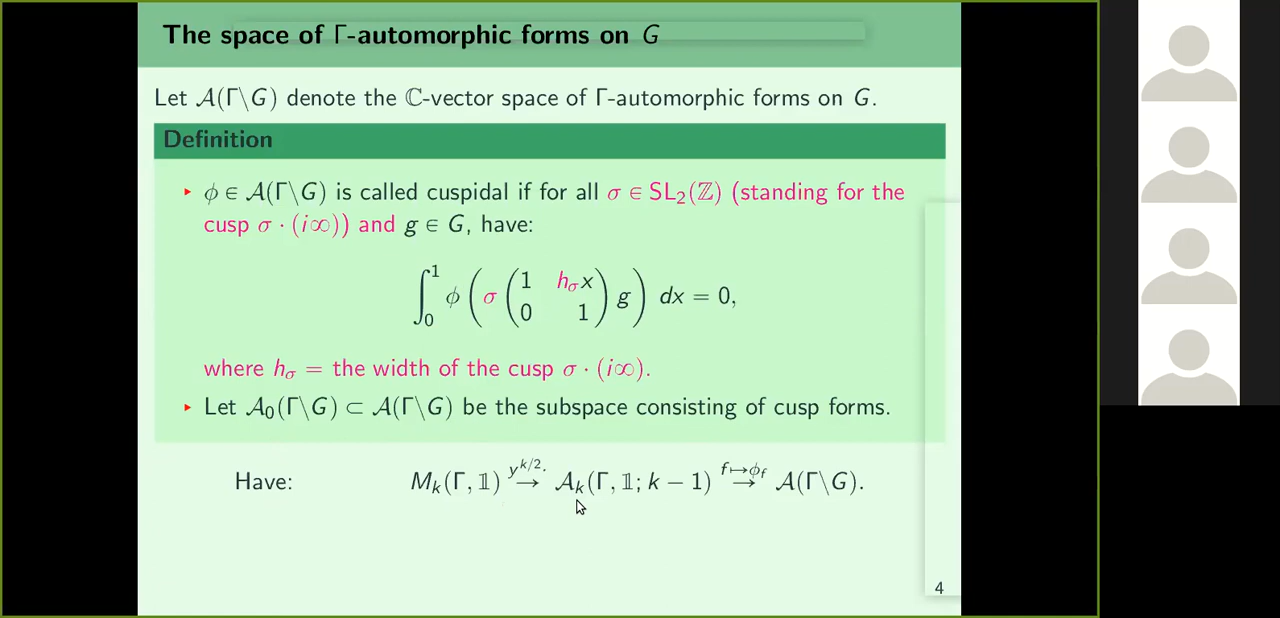 The space of Γ-automorphic forms on G
Let 𝒜(Γ\G) denote the ℂ-vector space of Γ-automorphic forms on G.
Definition
▸ ϕ ∈ 𝒜(Γ\G) is called cuspidal if for all σ ∈ SL₂(ℤ) (standing for the
cusp σ · (i∞)) and g ∈ G, have:
∫₀¹ ϕ ( σ ( 1 h_σ x ; 0 1 ) g ) dx = 0,
where h_σ = the width of the cusp σ · (i∞).
▸ Let 𝒜₀(Γ\G) ⊂ 𝒜(Γ\G) be the subspace consisting of cusp forms.
Have: M_k(Γ, 𝟙) →^{y^{k/2}·} 𝒜_k(Γ, 𝟙; k − 1) →^{f↦ϕ_f} 𝒜(Γ\G).
4